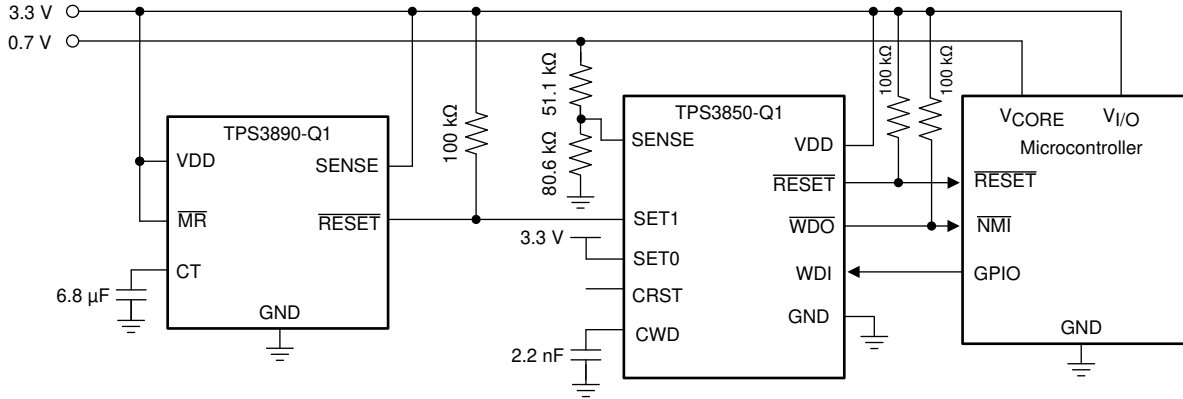 3.3 V
0.7 V
TPS3890-Q1
VDD
SENSE
MR
RESET
CT
GND
6.8 µF
100 kΩ
51.1 kΩ
80.6 kΩ
TPS3850-Q1
SENSE
VDD
RESET
SET1
WDO
3.3 V
SET0
WDI
CRST
GND
CWD
2.2 nF
100 kΩ
100 kΩ
VCORE
VI/O
Microcontroller
RESET
NMI
GPIO
GND